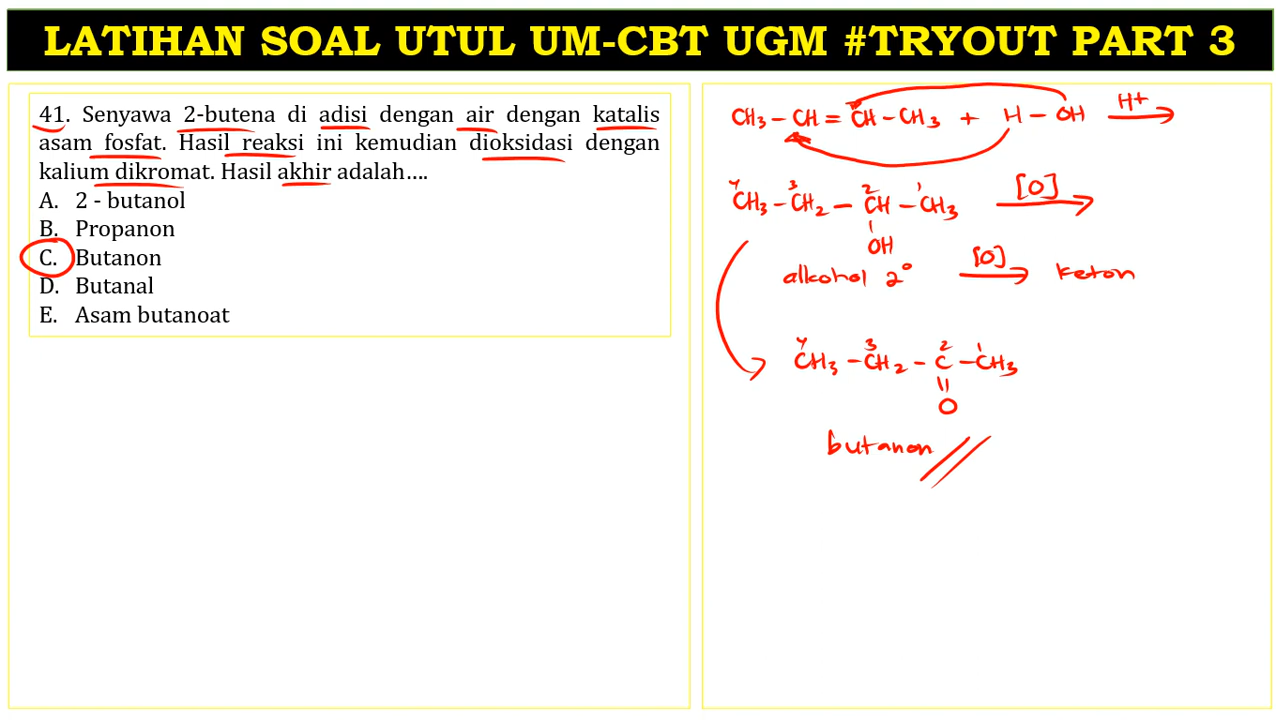 LATIHAN SOAL UTUL UM-CBT UGM #TRYOUT PART 3
41. Senyawa 2-butena di adisi dengan air dengan katalis
asam fosfat. Hasil reaksi ini kemudian dioksidasi dengan
kalium dikromat. Hasil akhir adalah....
A. 2 - butanol
B. Propanon
C. Butanon
D. Butanal
E. Asam butanoat
CH3 - CH = CH - CH3 + H - OH H+
4 3 2 1
CH3 - CH2 - CH - CH3 [O]
OH
alkohol 2° [O] keton
4 3 2 1
CH3 - CH2 - C - CH3
O
butanon